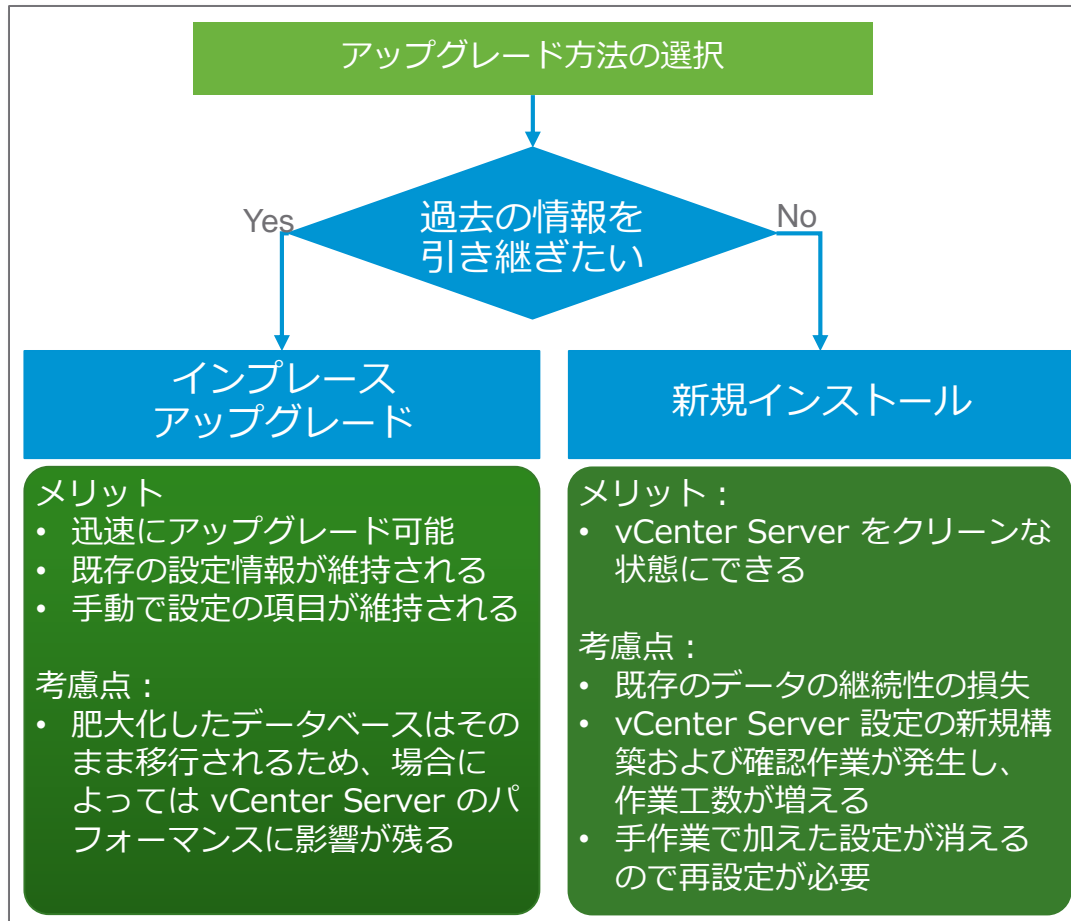 アップグレード方法の選択
過去の情報を
引き継ぎたい
Yes
No
インプレース
アップグレード
メリット
• 迅速にアップグレード可能
• 既存の設定情報が維持される
• 手動で設定の項目が維持される
考慮点：
• 肥大化したデータベースはその
まま移行されるため、場合に
よっては vCenter Server のパ
フォーマンスに影響が残る
新規インストール
メリット：
• vCenter Server をクリーンな
状態にできる
考慮点：
• 既存のデータの継続性の損失
• vCenter Server 設定の新規構
築および確認作業が発生し、
作業工数が増える
• 手作業で加えた設定が消える
ので再設定が必要